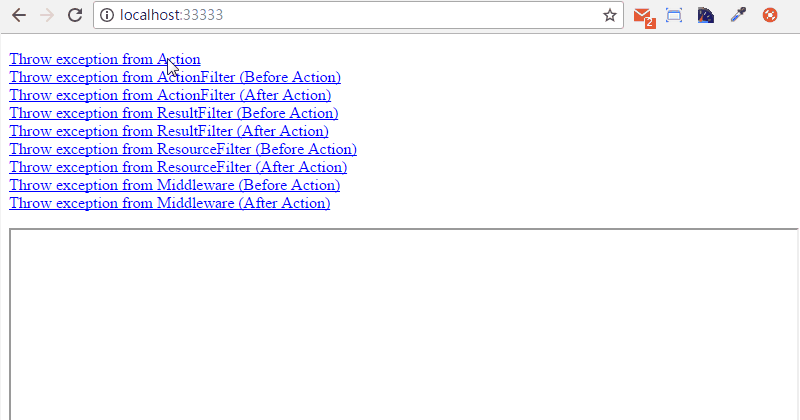 localhost:33333
2
Throw exception from Action
Throw exception from ActionFilter (Before Action)
Throw exception from ActionFilter (After Action)
Throw exception from ResultFilter (Before Action)
Throw exception from ResultFilter (After Action)
Throw exception from ResourceFilter (Before Action)
Throw exception from ResourceFilter (After Action)
Throw exception from Middleware (Before Action)
Throw exception from Middleware (After Action)